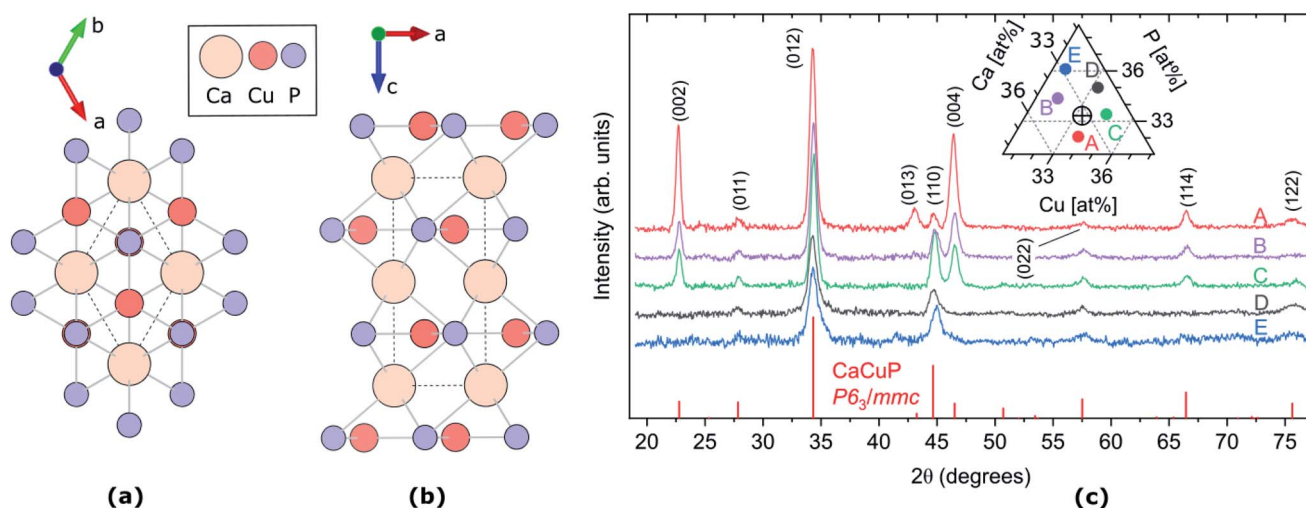 b
a
Ca Cu P
a
c
(a)
(b)
Intensity (arb. units)
(002)
(011)
(012)
(013)
(110)
(004)
(022)
(114)
(122)
Ca [at%]
P [at%]
Cu [at%]
33
36
36
33
33
36
E
D
B
C
A
A
B
C
D
E
CaCuP
P6₃/mmc
20 25 30 35 40 45 50 55 60 65 70 75
2θ (degrees)
(c)